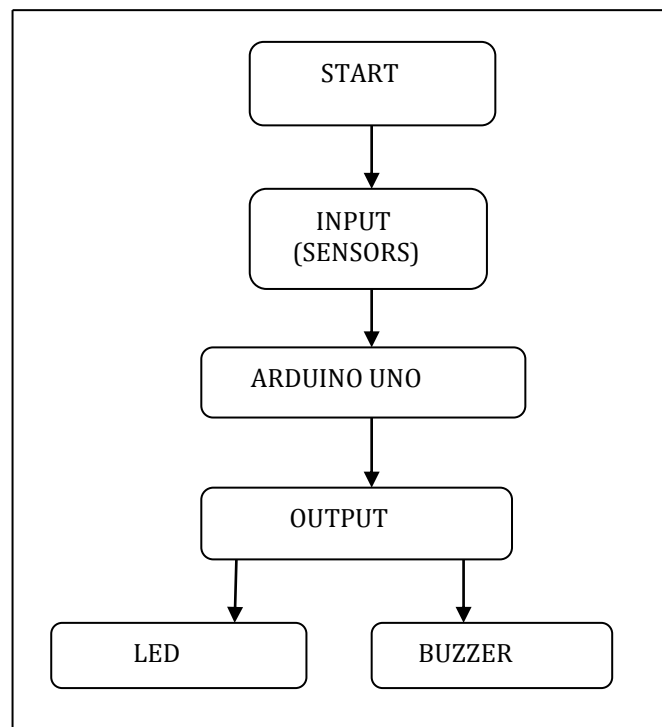 START
INPUT
(SENSORS)
ARDUINO UNO
OUTPUT
LED
BUZZER